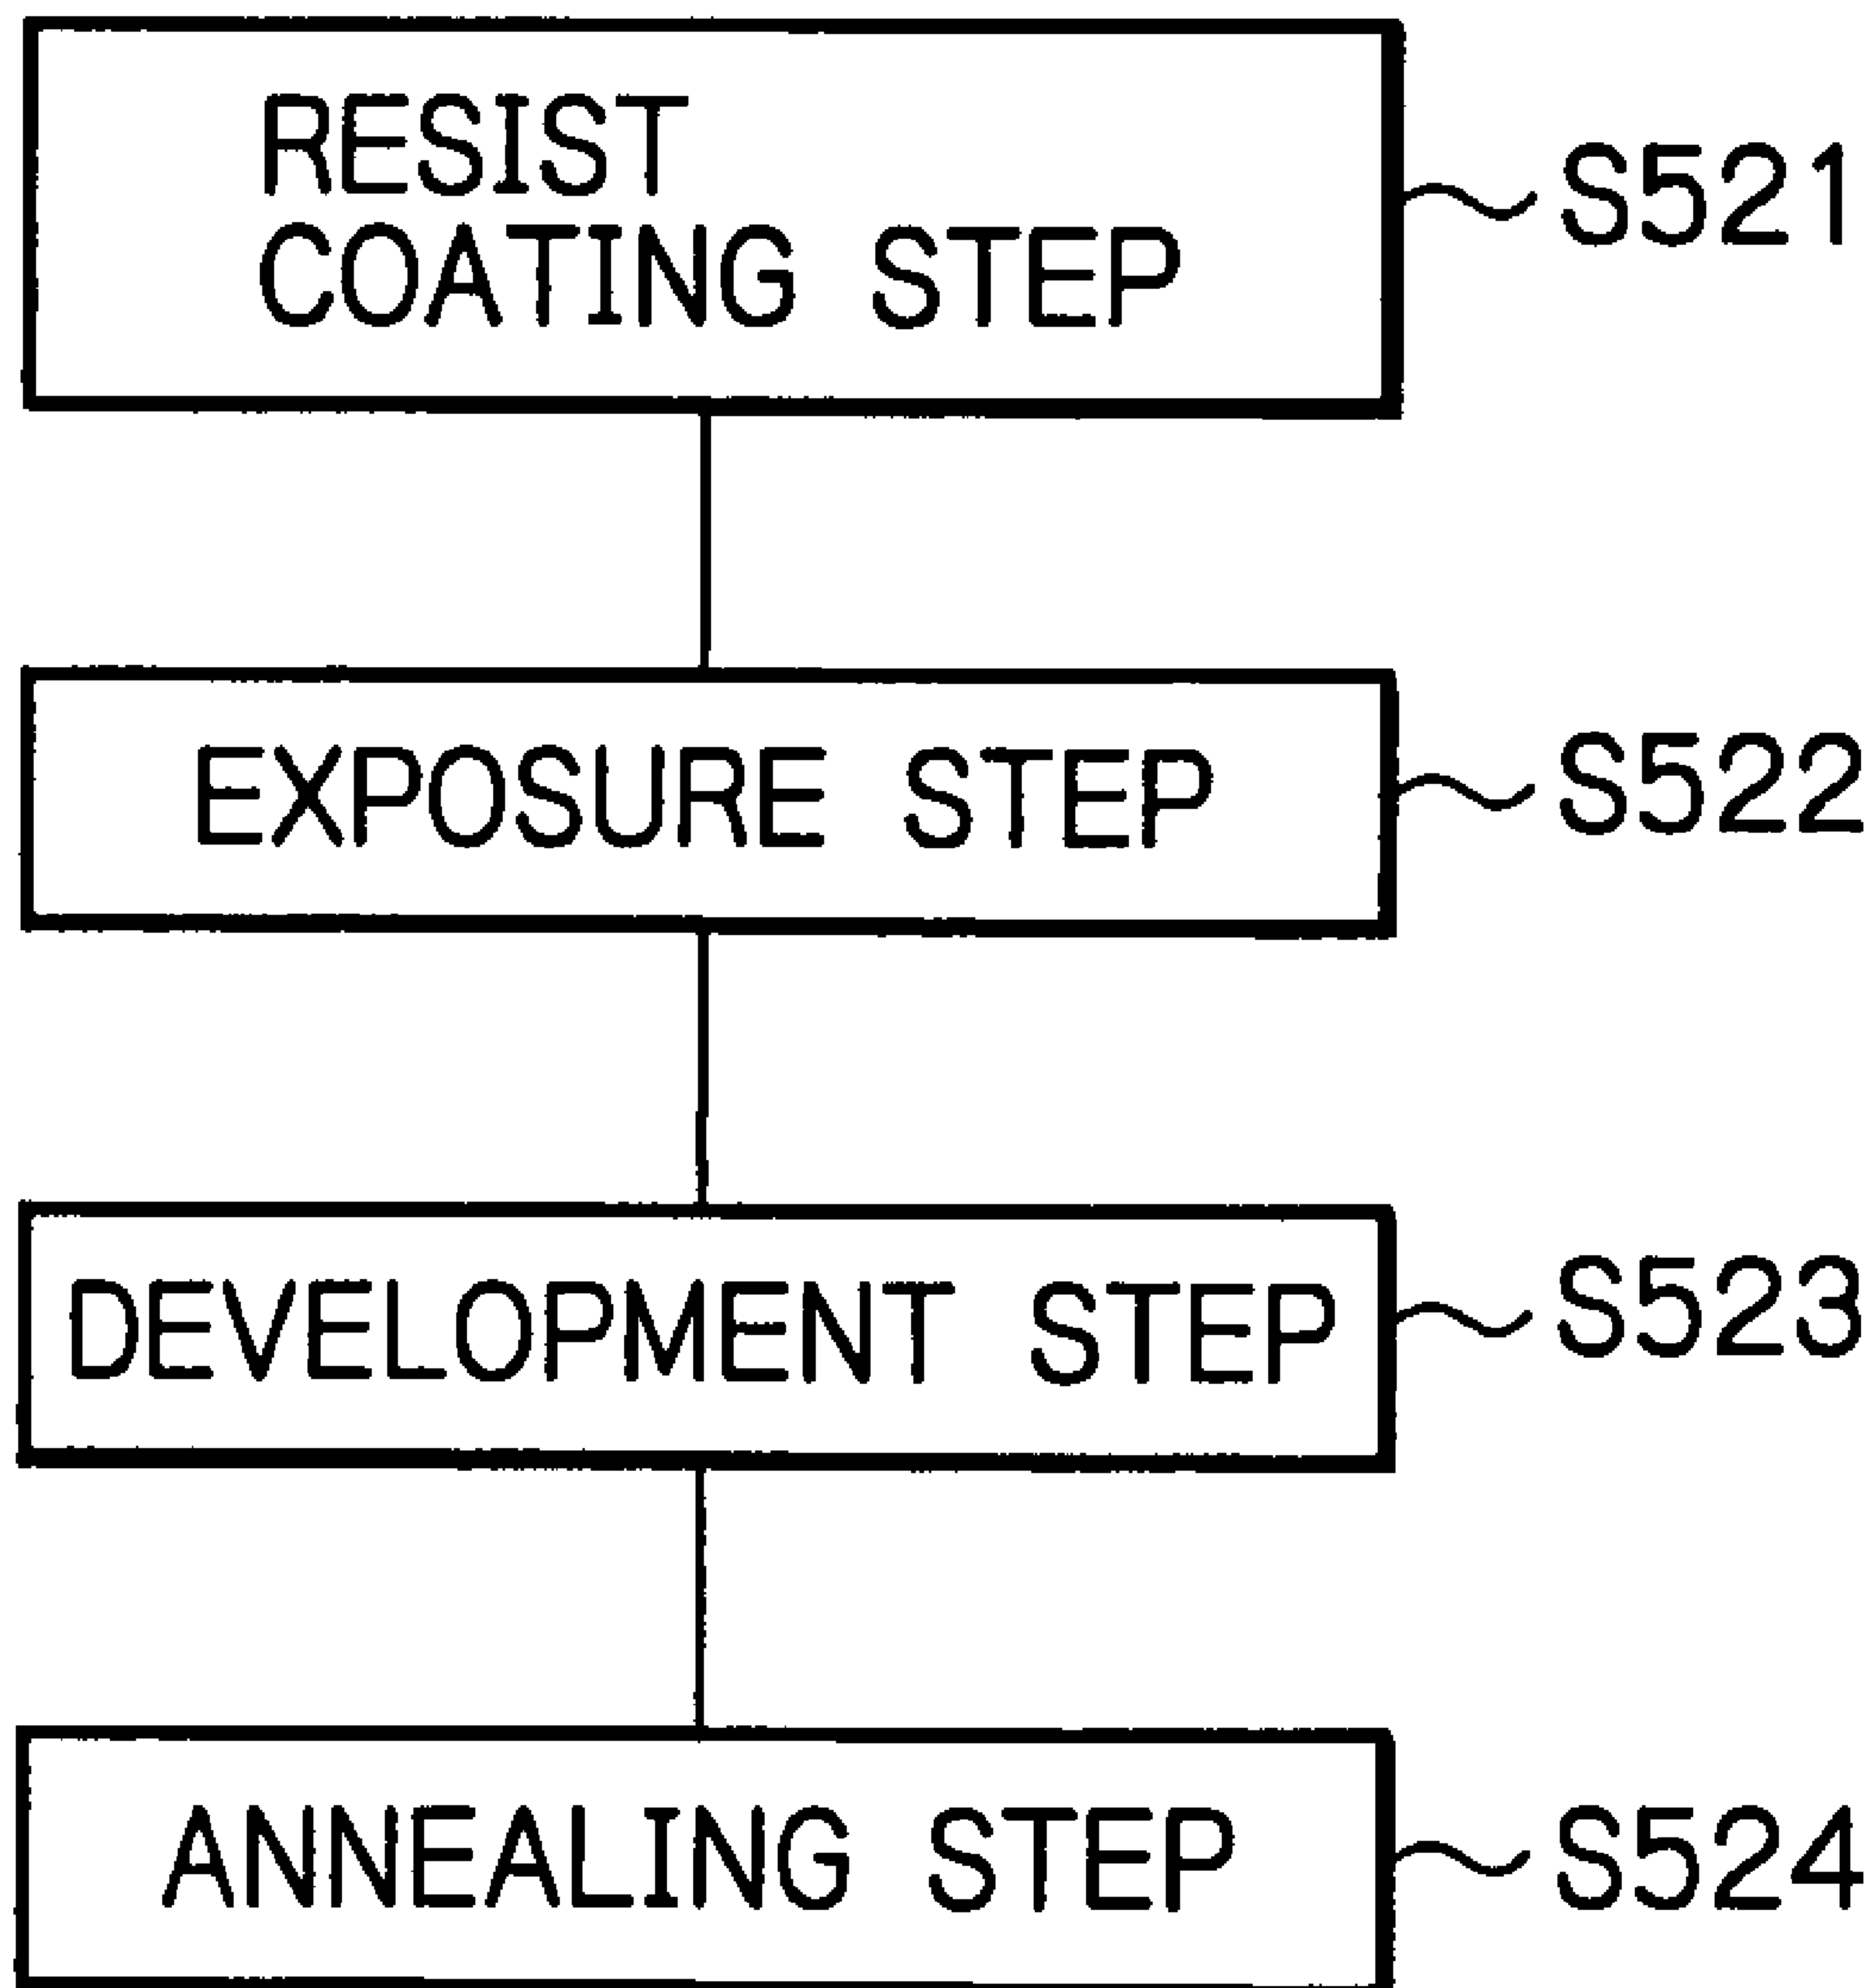 RESIST
COATING STEP
S521
EXPOSURE STEP
S522
DEVELOPMENT STEP
S523
ANNEALING STEP
S524